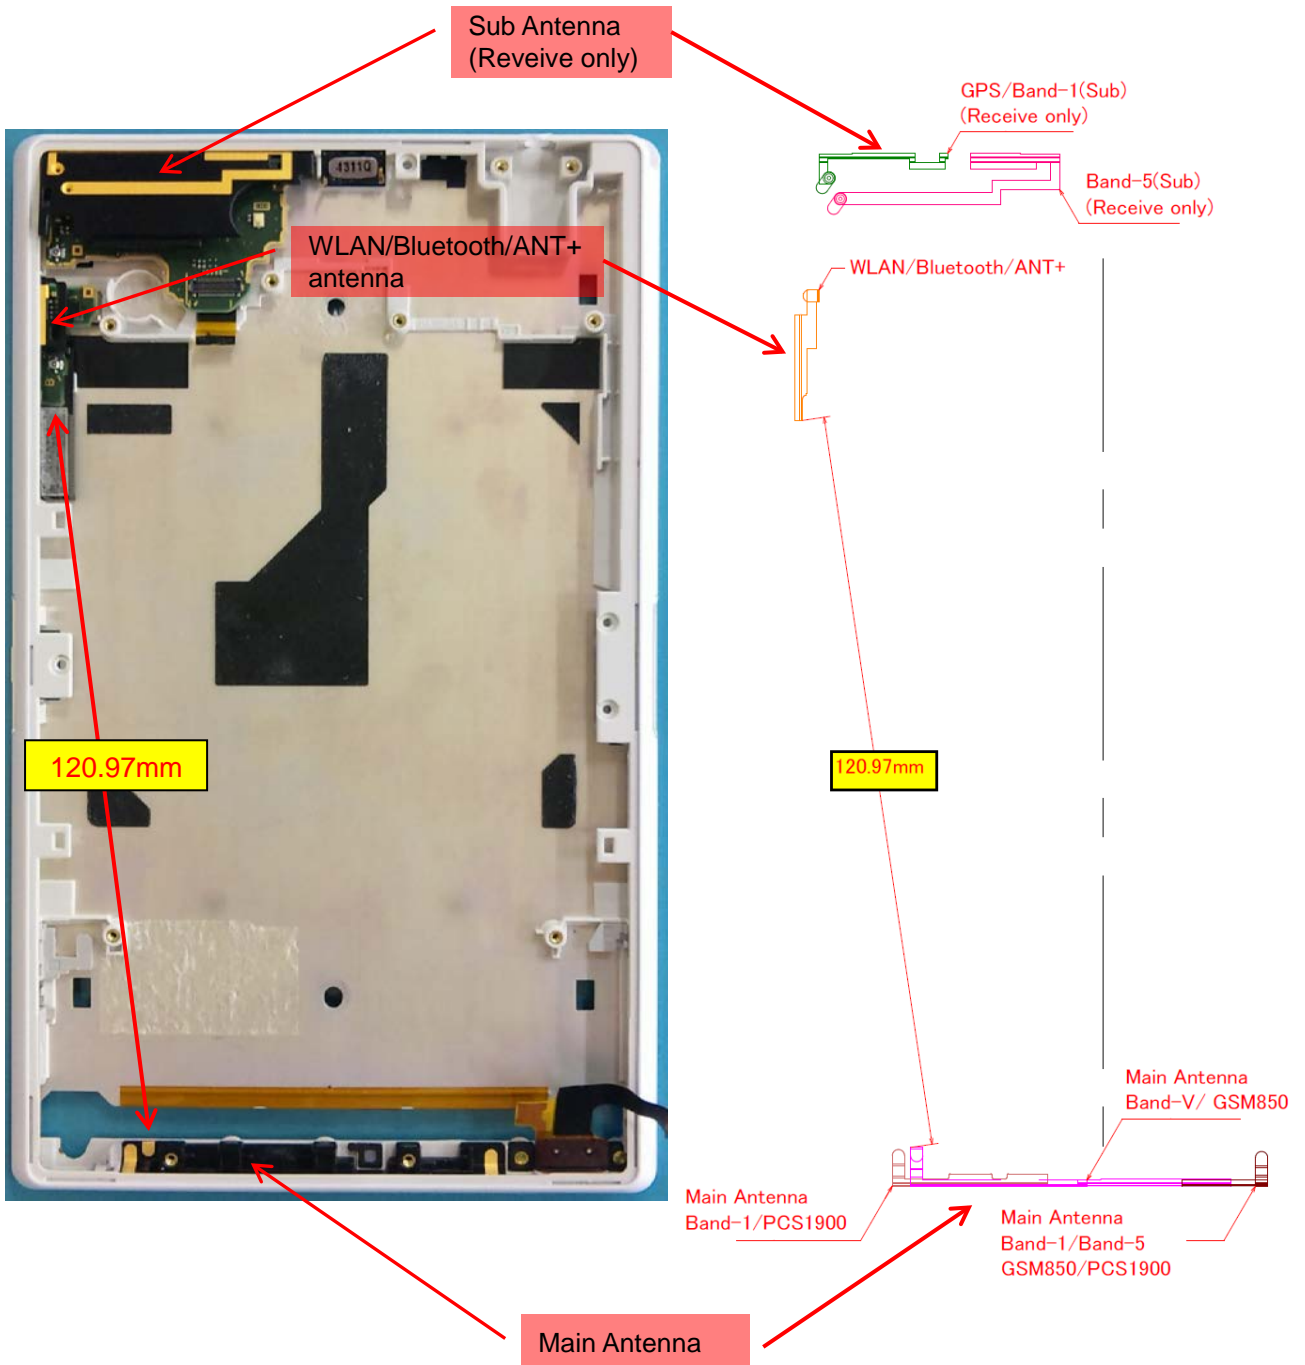 Sub Antenna
(Reveive only)
GPS/Band-1(Sub)
(Receive only)
43110
Band-5(Sub)
(Receive only)
WLAN/Bluetooth/ANT+
antenna
WLAN/Bluetooth/ANT+
120.97mm
120.97mm
Main Antenna
Band-V/ GSM850
Main Antenna
Band-1/PCS1900
Main Antenna
Band-1/Band-5
GSM850/PCS1900
Main Antenna